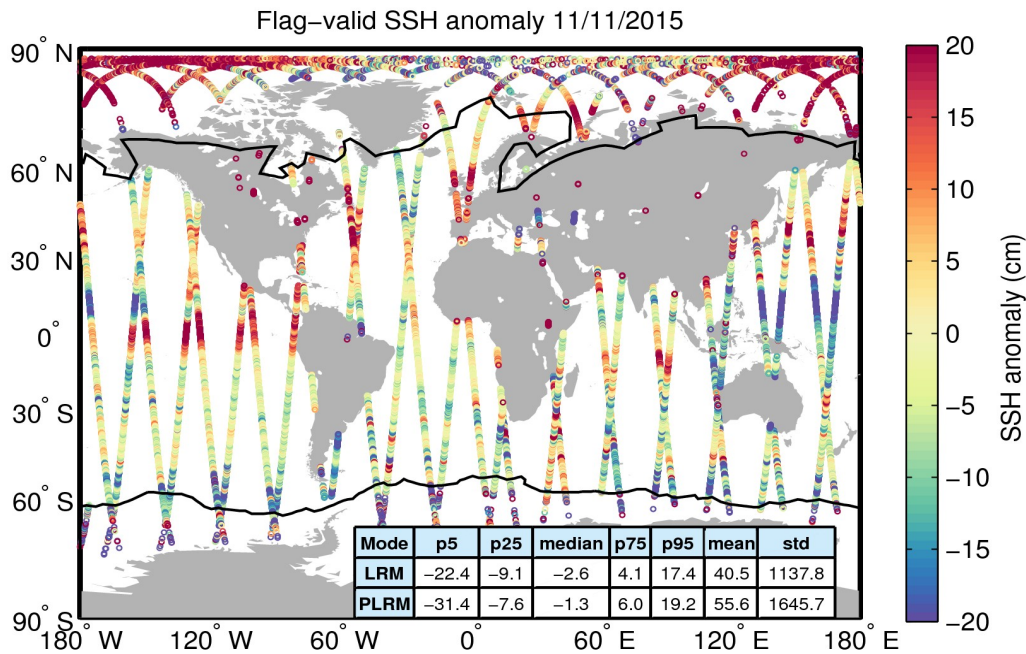 Flag−valid SSH anomaly 11/11/2015
90° N
60° N
30° N
0°
30° S
60° S
90° S
180° W
120° W
60° W
0°
60° E
120° E
180° E
Mode p5 p25 median p75 p95 mean std
LRM −22.4 −9.1 −2.6 4.1 17.4 40.5 1137.8
PLRM −31.4 −7.6 −1.3 6.0 19.2 55.6 1645.7
20
15
10
5
0
−5
−10
−15
−20
SSH anomaly (cm)